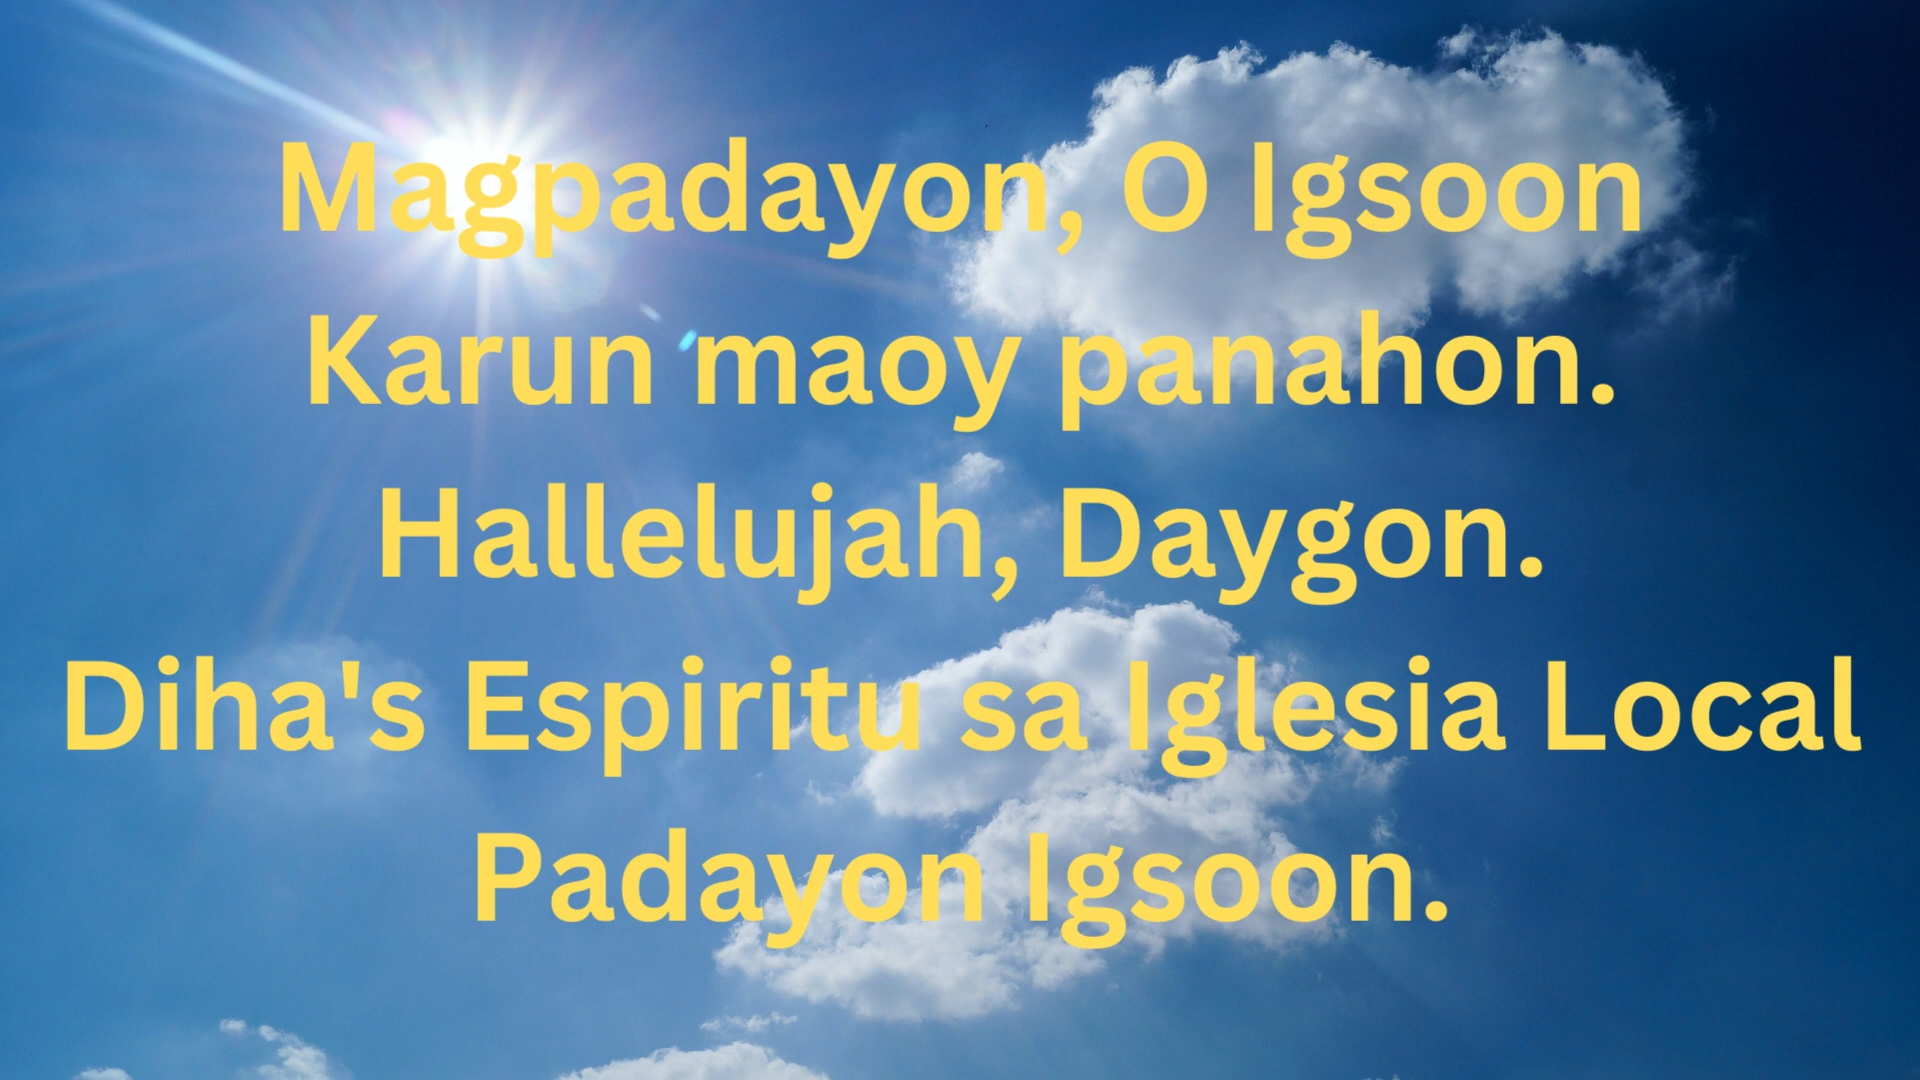 Magpadayon, O Igsoon
Karun maoy panahon.
Hallelujah, Daygon.
Diha's Espiritu sa Iglesia Local
Padayon Igsoon.